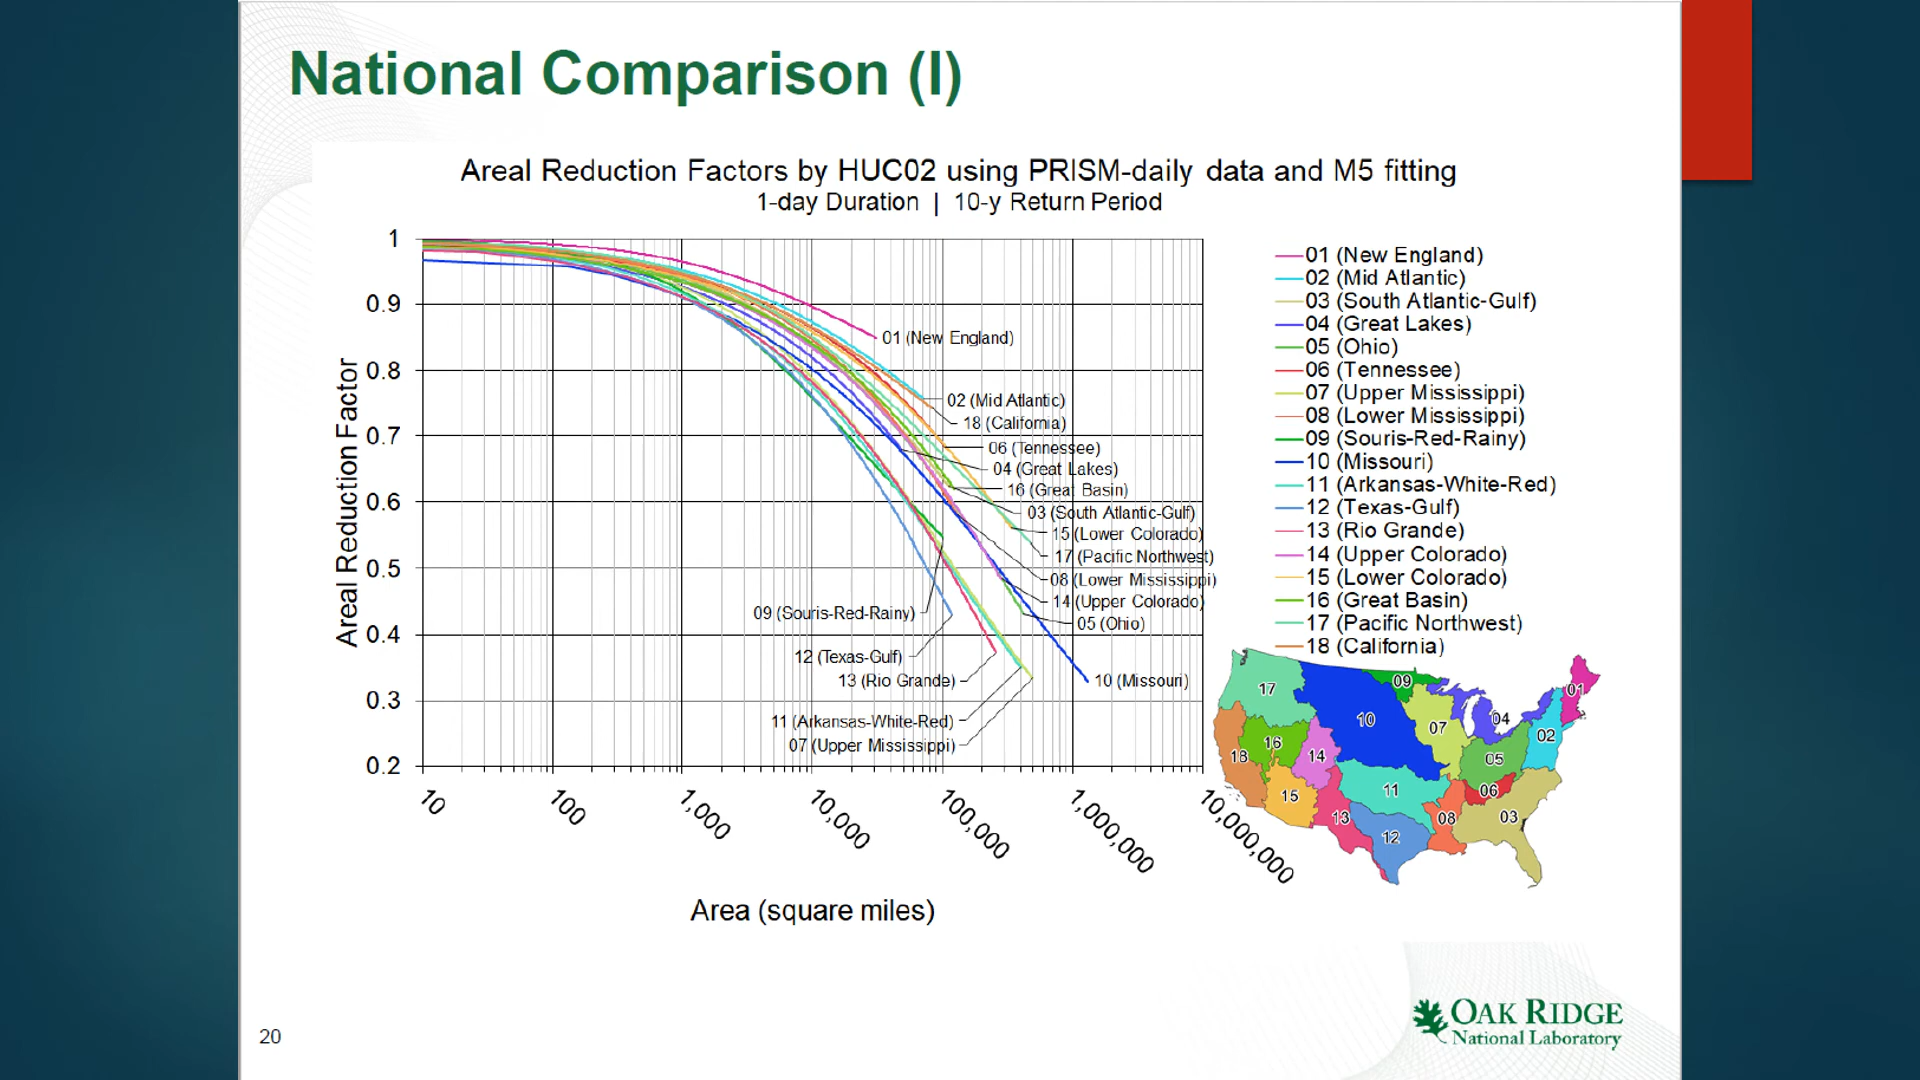 National Comparison (I)
Areal Reduction Factors by HUC02 using PRISM-daily data and M5 fitting
1-day Duration | 10-y Return Period
Areal Reduction Factor
1
0.9
0.8
0.7
0.6
0.5
0.4
0.3
0.2
10
100
1,000
10,000
100,000
1,000,000
10,000,000
Area (square miles)
01 (New England)
02 (Mid Atlantic)
18 (California)
06 (Tennessee)
04 (Great Lakes)
16 (Great Basin)
03 (South Atlantic-Gulf)
15 (Lower Colorado)
17 (Pacific Northwest)
08 (Lower Mississippi)
14 (Upper Colorado)
05 (Ohio)
10 (Missouri)
09 (Souris-Red-Rainy)
12 (Texas-Gulf)
13 (Rio Grande)
11 (Arkansas-White-Red)
07 (Upper Mississippi)
01 (New England)
02 (Mid Atlantic)
03 (South Atlantic-Gulf)
04 (Great Lakes)
05 (Ohio)
06 (Tennessee)
07 (Upper Mississippi)
08 (Lower Mississippi)
09 (Souris-Red-Rainy)
10 (Missouri)
11 (Arkansas-White-Red)
12 (Texas-Gulf)
13 (Rio Grande)
14 (Upper Colorado)
15 (Lower Colorado)
16 (Great Basin)
17 (Pacific Northwest)
18 (California)
17
09
01
10
04
07
02
16
18
14
05
15
11
06
13
12
08
03
20
OAK RIDGE
National Laboratory